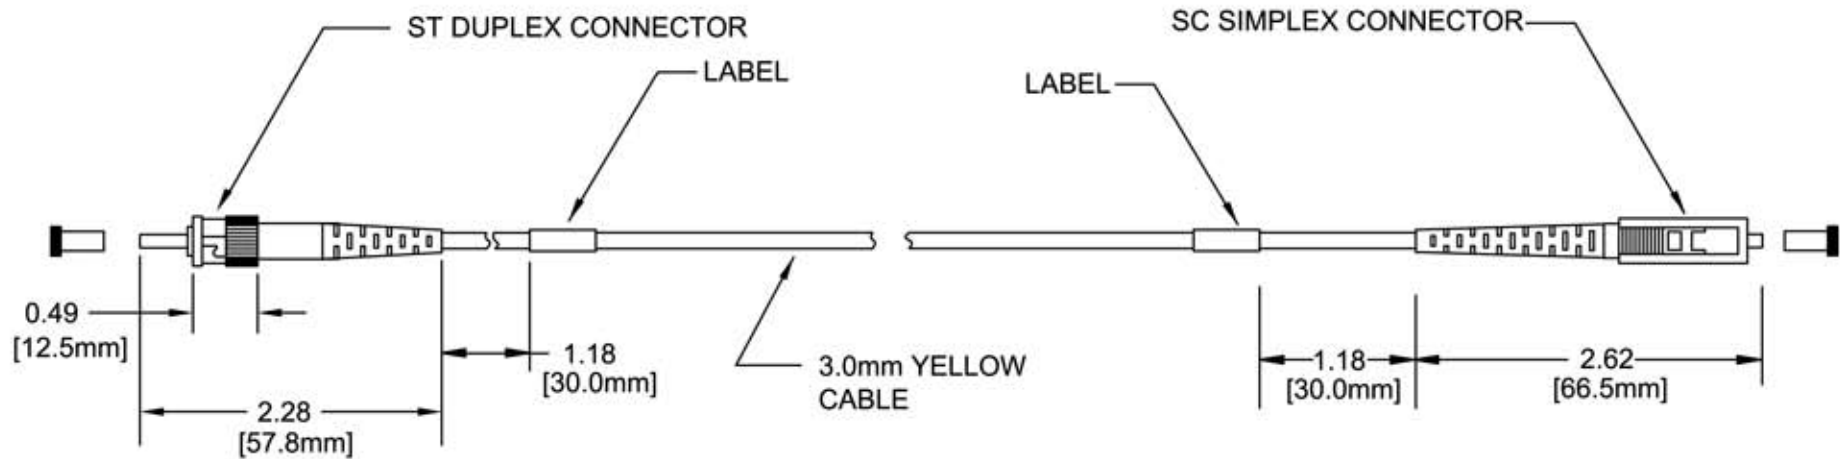 ST DUPLEX CONNECTOR
SC SIMPLEX CONNECTOR
LABEL
LABEL
0.49
[12.5mm]
1.18
[30.0mm]
3.0mm YELLOW
CABLE
1.18
[30.0mm]
2.62
[66.5mm]
2.28
[57.8mm]